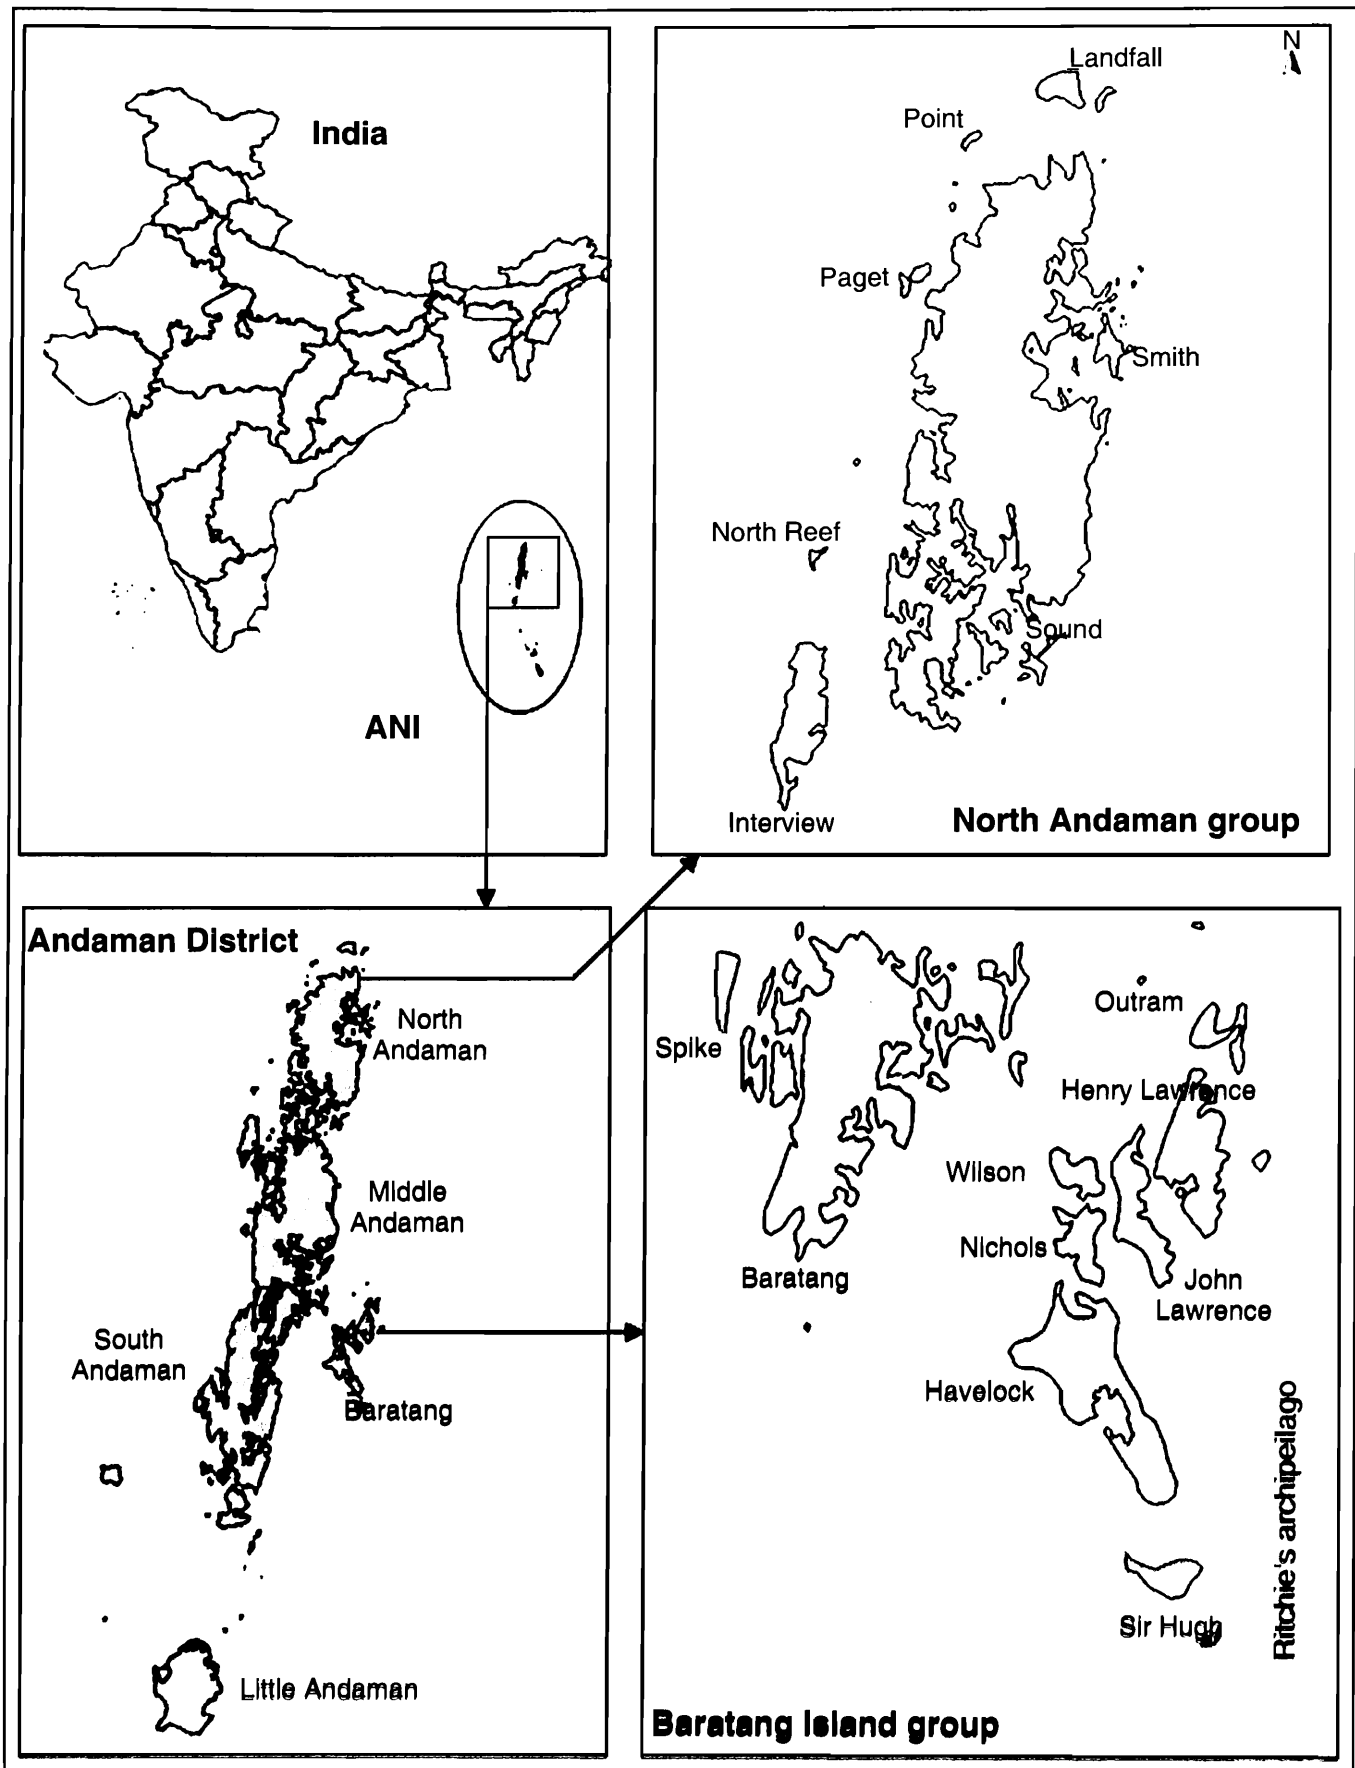 India
ANI
N
Landfall
Point
Paget
Smith
North Reef
Sound
Interview
North Andaman group
Andaman District
North
Andaman
Middle
Andaman
South
Andaman
Baratang
Little Andaman
Outram
Spike
Henry Lawrence
Wilson
Nichols
Baratang
John
Lawrence
Havelock
Ritchie's archipeilago
Sir Hugh
Baratang Island group